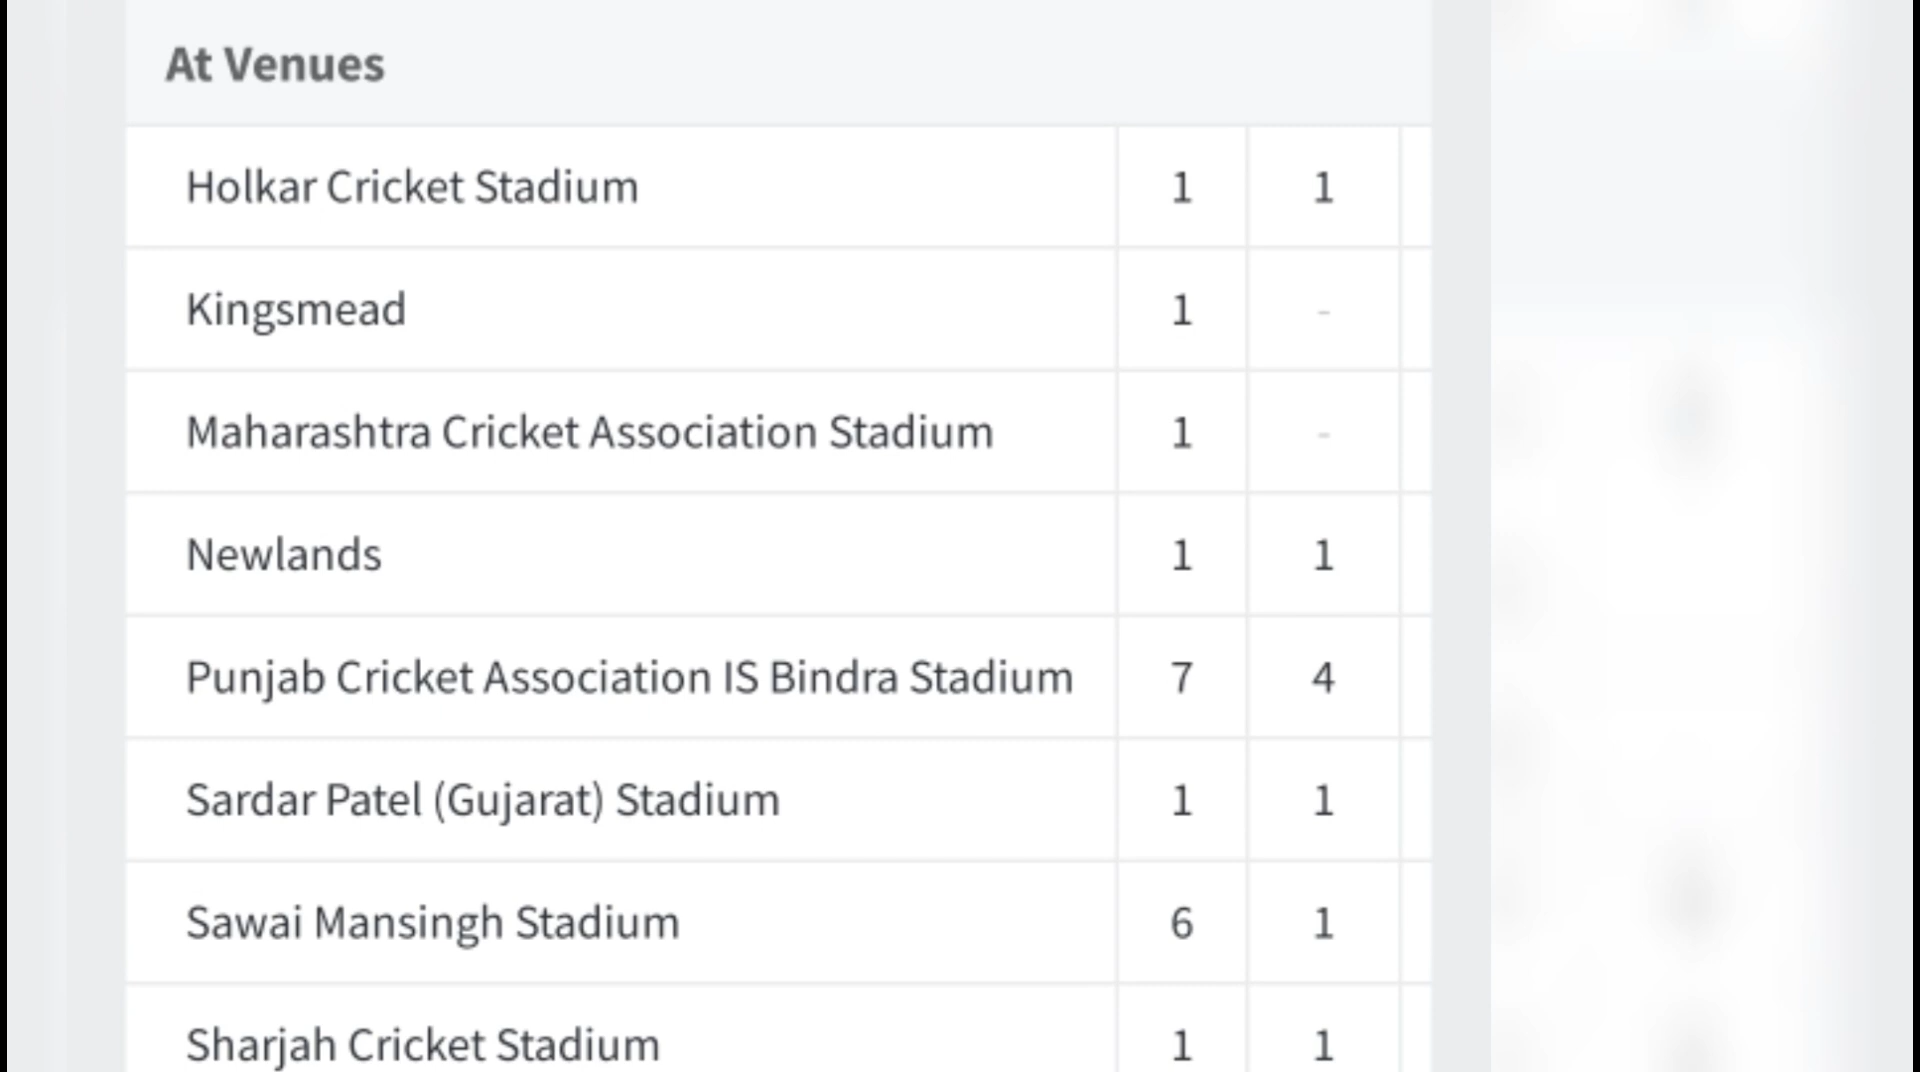 At Venues
Holkar Cricket Stadium 1 1
Kingsmead 1 -
Maharashtra Cricket Association Stadium 1 -
Newlands 1 1
Punjab Cricket Association IS Bindra Stadium 7 4
Sardar Patel (Gujarat) Stadium 1 1
Sawai Mansingh Stadium 6 1
Sharjah Cricket Stadium 1 1